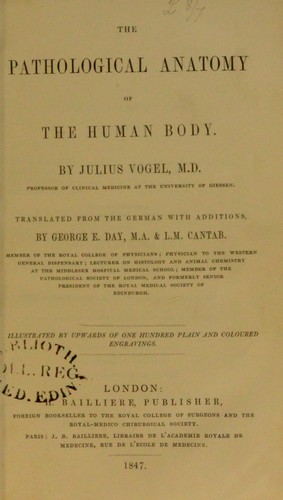 THE
PATHOLOGICAL ANATOMY
OF
THE HUMAN BODY.
BY JULIUS VOGEL, M.D.
PROFESSOR OF CLINICAL MEDICINE AT THE UNIVERSITY OF GIESSEN.
TRANSLATED FROM THE GERMAN WITH ADDITIONS,
BY GEORGE E. DAY, M.A. & L.M. CANTAB.
MEMBER OF THE ROYAL COLLEGE OF PHYSICIANS; PHYSICIAN TO THE WESTERN
GENERAL DISPENSARY; LECTURER ON HISTOLOGY AND ANIMAL CHEMISTRY
AT THE MIDDLESEX HOSPITAL MEDICAL SCHOOL; MEMBER OF THE
PATHOLOGICAL SOCIETY OF LONDON, AND FORMERLY SENIOR
PRESIDENT OF THE ROYAL MEDICAL SOCIETY OF
EDINBURGH.
ILLUSTRATED BY UPWARDS OF ONE HUNDRED PLAIN AND COLOURED
ENGRAVINGS.
BLIOTH
COLL. REG.
MED. EDIN
LONDON:
BAILLIERE, PUBLISHER,
FOREIGN BOOKSELLER TO THE ROYAL COLLEGE OF SURGEONS AND THE
ROYAL-MEDICO CHIRURGICAL SOCIETY.
PARIS; J. B. BAILLIERE, LIBRAIRE DE L'ACADEMIE ROYALE DE
MEDECINE, RUE DE L'ECOLE DE MEDECINE.
1847.